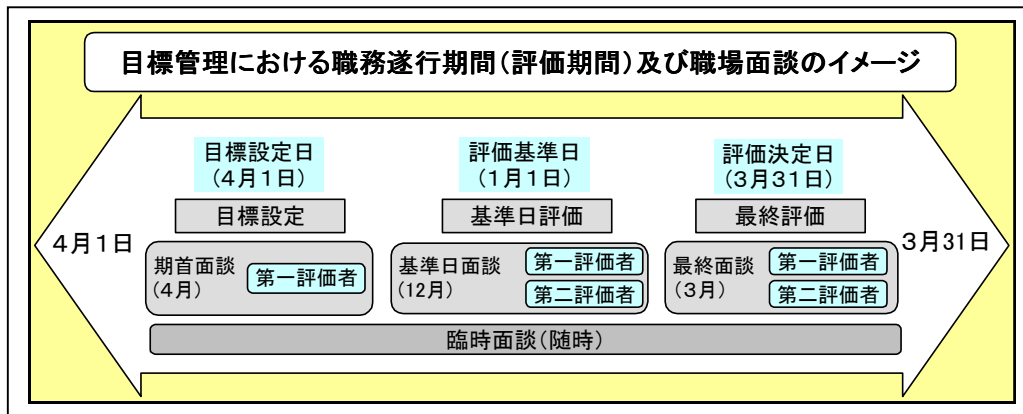 目標管理における職務遂行期間（評価期間）及び職場面談のイメージ
目標設定日
（4月1日）
評価基準日
（1月1日）
評価決定日
（3月31日）
目標設定
基準日評価
最終評価
4月1日
3月31日
期首面談
（4月）
第一評価者
基準日面談
（12月）
第一評価者
第二評価者
最終面談
（3月）
第一評価者
第二評価者
臨時面談（随時）